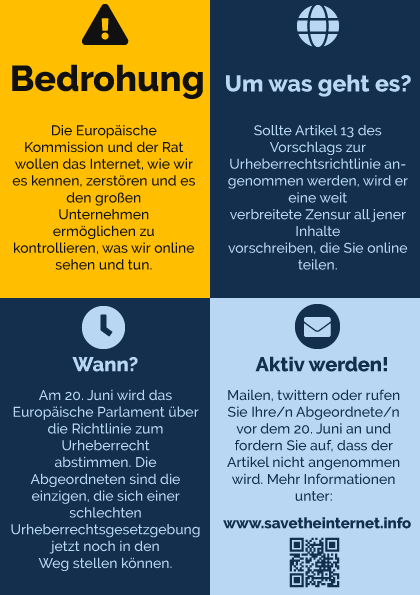 Bedrohung
Die Europäische
Kommission und der Rat
wollen das Internet, wie wir
es kennen, zerstören und es
den großen
Unternehmen
ermöglichen zu
kontrollieren, was wir online
sehen und tun.
Um was geht es?
Sollte Artikel 13 des
Vorschlags zur
Urheberrechtsrichtlinie an-
genommen werden, wird er
eine weit
verbreitete Zensur all jener
Inhalte
vorschreiben, die Sie online
teilen.
Wann?
Am 20. Juni wird das
Europäische Parlament über
die Richtlinie zum
Urheberrecht
abstimmen. Die
Abgeordneten sind die
einzigen, die sich einer
schlechten
Urheberrechtsgesetzgebung
jetzt noch in den
Weg stellen können.
Aktiv werden!
Mailen, twittern oder rufen
Sie Ihre/n Abgeordnete/n
vor dem 20. Juni an und
fordern Sie auf, dass der
Artikel nicht angenommen
wird. Mehr Informationen
unter:
www.savetheinternet.info